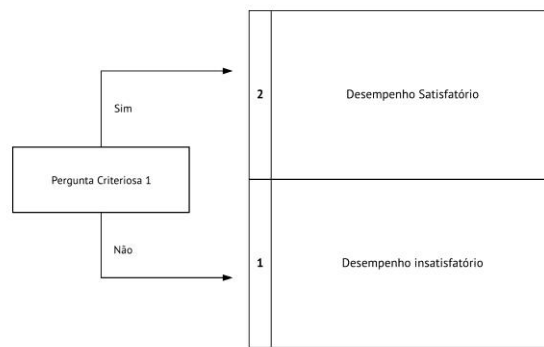 Sim
2
Desempenho Satisfatório
Pergunta Criteriosa 1
Não
1
Desempenho insatisfatório